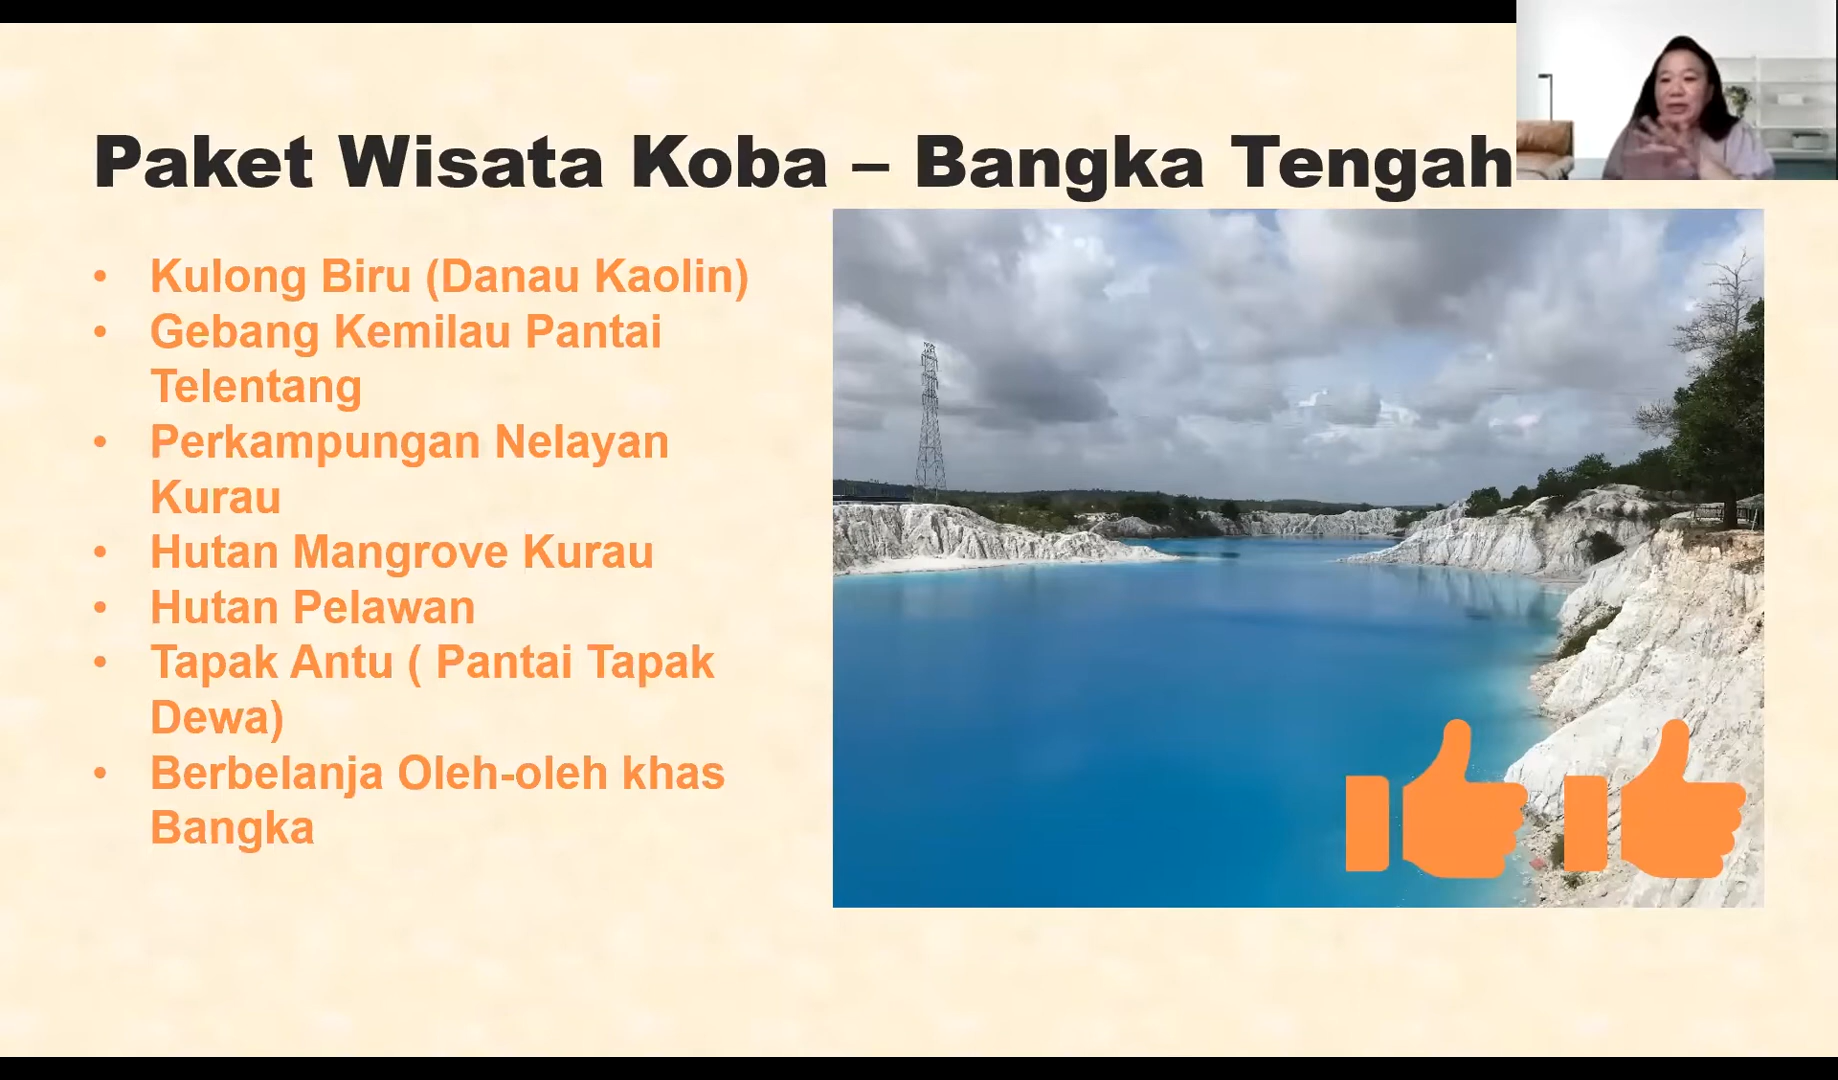 Paket Wisata Koba – Bangka Tengah
• Kulong Biru (Danau Kaolin)
• Gebang Kemilau Pantai
Telentang
• Perkampungan Nelayan
Kurau
• Hutan Mangrove Kurau
• Hutan Pelawan
• Tapak Antu ( Pantai Tapak
Dewa)
• Berbelanja Oleh-oleh khas
Bangka